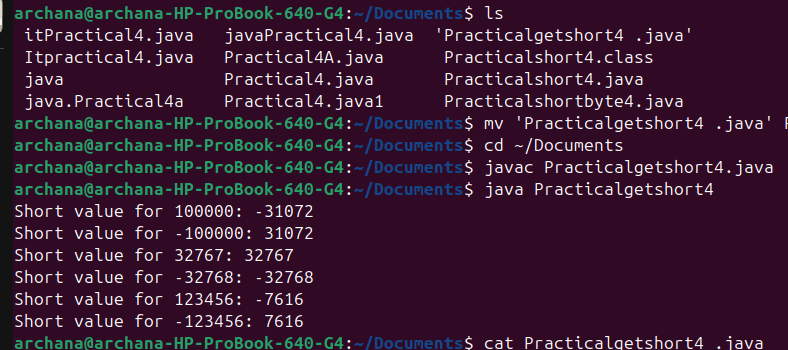 archana@archana-HP-ProBook-640-G4:~/Documents$ ls
itPractical4.java   javaPractical4.java  'Practicalgetshort4 .java'
Itpractical4.java   Practical4A.java      Practicalshort4.class
java                Practical4.java       Practicalshort4.java
java.Practical4a    Practical4.java1      Practicalshortbyte4.java
archana@archana-HP-ProBook-640-G4:~/Documents$ mv 'Practicalgetshort4 .java'
archana@archana-HP-ProBook-640-G4:~/Documents$ cd ~/Documents
archana@archana-HP-ProBook-640-G4:~/Documents$ javac Practicalgetshort4.java
archana@archana-HP-ProBook-640-G4:~/Documents$ java Practicalgetshort4
Short value for 100000: -31072
Short value for -100000: 31072
Short value for 32767: 32767
Short value for -32768: -32768
Short value for 123456: -7616
Short value for -123456: 7616
archana@archana-HP-ProBook-640-G4:~/Documents$ cat Practicalgetshort4 .java